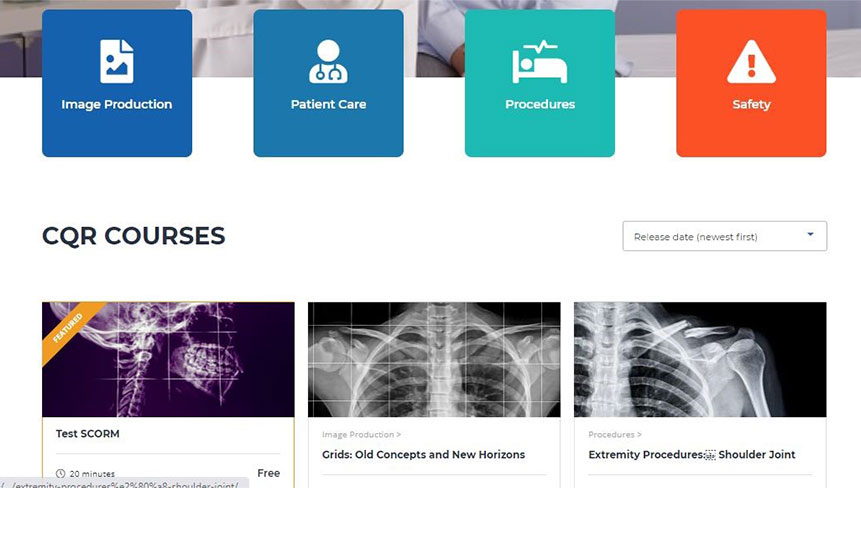 Image Production
Patient Care
Procedures
Safety
CQR COURSES
Release date (newest first)
FEATURED
Test SCORM
20 minutes
Free
Image Production >
Grids: Old Concepts and New Horizons
Procedures >
Extremity Procedures: Shoulder Joint
/extremity-procedures%e2%80%a8-shoulder-joint/